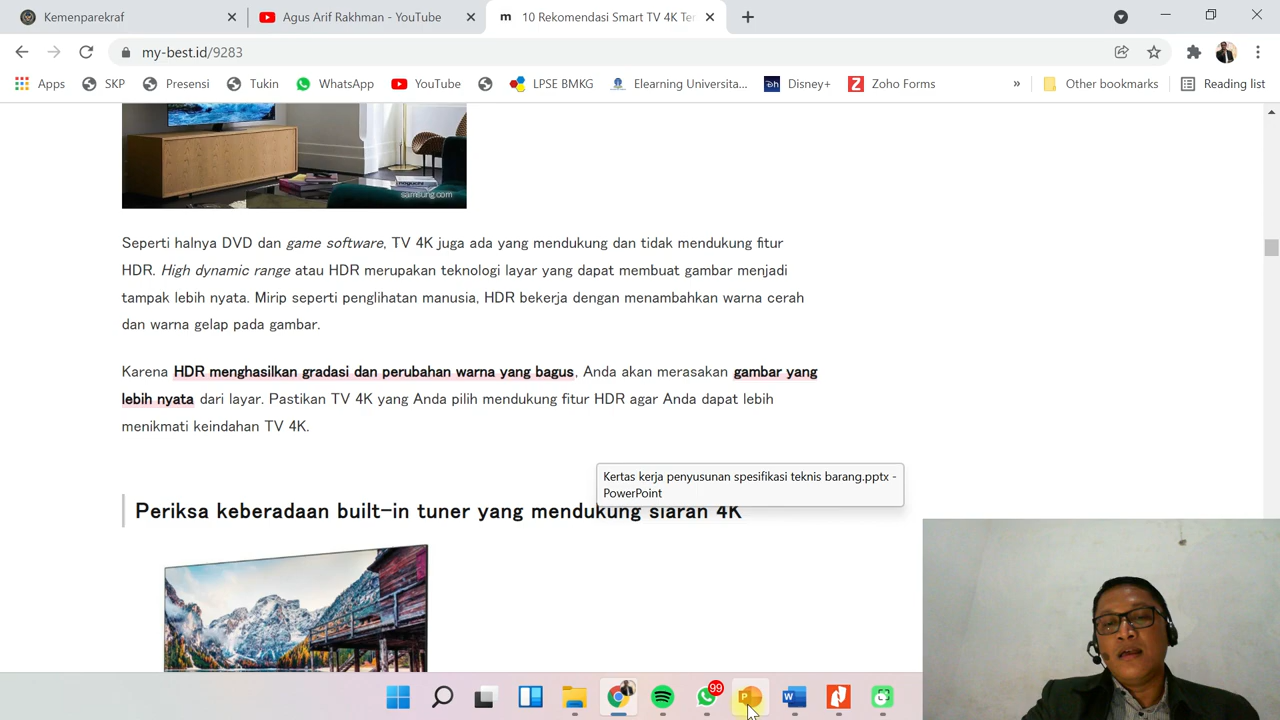 Kemenparekraf
Agus Arif Rakhman - YouTube
10 Rekomendasi Smart TV 4K Ter
my-best.id/9283
Apps
SKP
Presensi
Tukin
WhatsApp
YouTube
LPSE BMKG
Elearning Universita...
Disney+
Zoho Forms
»
Other bookmarks
Reading list
samsung.com
Seperti halnya DVD dan game software, TV 4K juga ada yang mendukung dan tidak mendukung fitur
HDR. High dynamic range atau HDR merupakan teknologi layar yang dapat membuat gambar menjadi
tampak lebih nyata. Mirip seperti penglihatan manusia, HDR bekerja dengan menambahkan warna cerah
dan warna gelap pada gambar.
Karena HDR menghasilkan gradasi dan perubahan warna yang bagus, Anda akan merasakan gambar yang
lebih nyata dari layar. Pastikan TV 4K yang Anda pilih mendukung fitur HDR agar Anda dapat lebih
menikmati keindahan TV 4K.
Kertas kerja penyusunan spesifikasi teknis barang.pptx -
PowerPoint
Periksa keberadaan built-in tuner yang mendukung siaran 4K
99